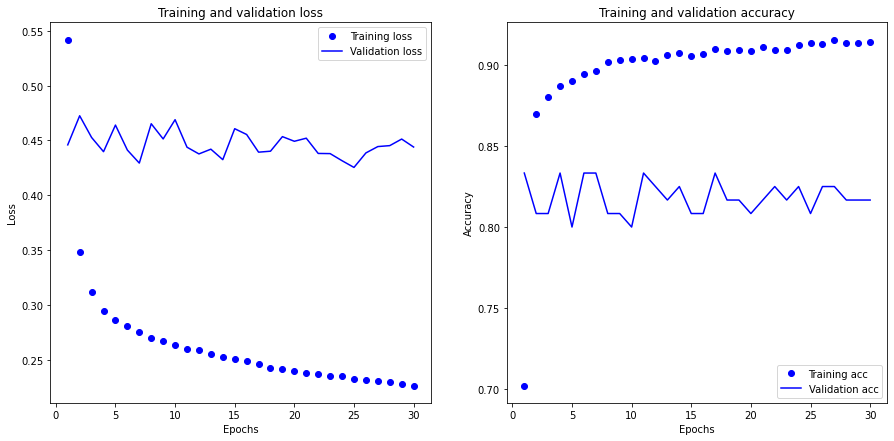 Training and validation loss
Training loss
Validation loss
0.55
0.50
0.45
0.40
0.35
0.30
0.25
Loss
0
5
10
15
20
25
30
Epochs
Training and validation accuracy
0.90
0.85
0.80
0.75
0.70
Accuracy
Training acc
Validation acc
0
5
10
15
20
25
30
Epochs